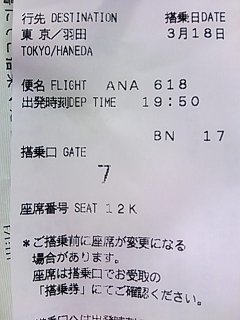 行先 DESTINATION 搭乗日DATE
東京／羽田 3月18日
TOKYO/HANEDA
便名 FLIGHT ANA 618
出発時刻DEP TIME 19:50
BN 17
搭乗口 GATE
7
座席番号 SEAT 12K
＊ご搭乗前に座席が変更になる
場合があります。
座席は搭乗口でお受取の
「搭乗券」にてご確認ください。